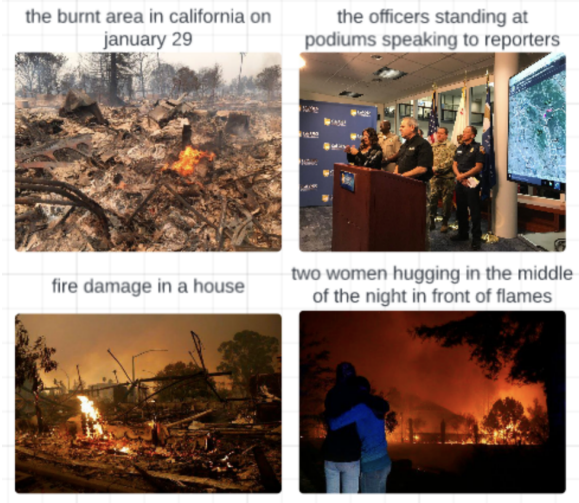 the burnt area in california on
january 29
the officers standing at
podiums speaking to reporters
fire damage in a house
two women hugging in the middle
of the night in front of flames